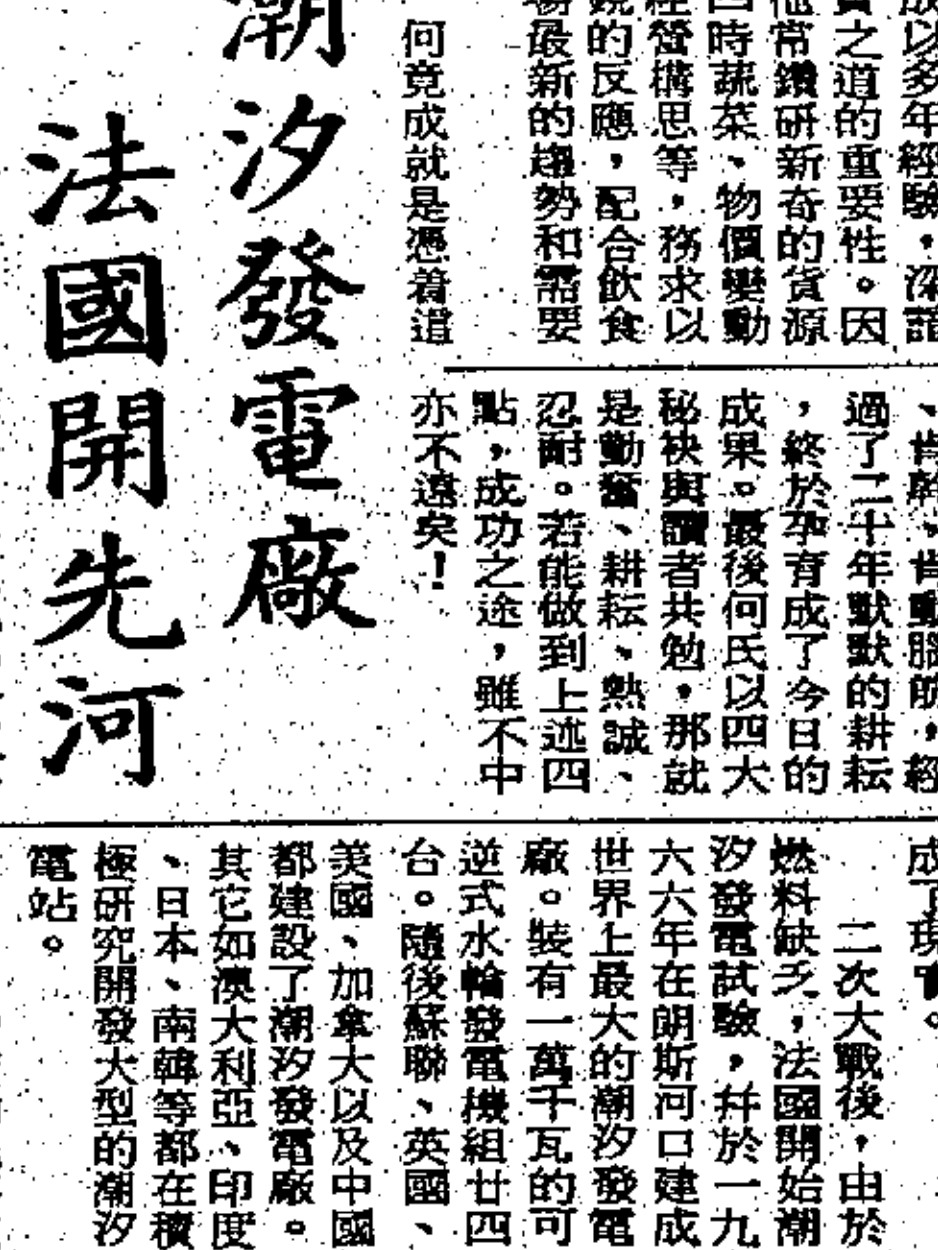 成以多年經驗，深諳
之道的重要性。因
他常鑽研新奇的貨源
四時蔬菜、物價變動
經營構思等，務求以
的反應，配合飲食
場最新的趨勢和需要
何竟成就是憑着這
、肯幹、肯動腦筋，經
過了二十年默默的耕耘
，終於孕育成了今日的
成果。最後何氏以四大
秘袂與讀者共勉，那就
是勤奮、耕耘、熱誠、
忍耐。若能做到上述四
點，成功之途，雖不中
亦不遠矣！
潮汐發電廠
法國開先河
成了現實。
二次大戰後，由於
燃料缺乏，法國開始潮
汐發電試驗，并於一九
六六年在朗斯河口建成
世界上最大的潮汐發電
廠。裝有一萬千瓦的可
逆式水輪發電機組廿四
台。隨後蘇聯、英國、
美國、加拿大以及中國
都建設了潮汐發電廠。
其它如澳大利亞、印度
、日本、南韓等都在積
極研究開發大型的潮汐
電站。